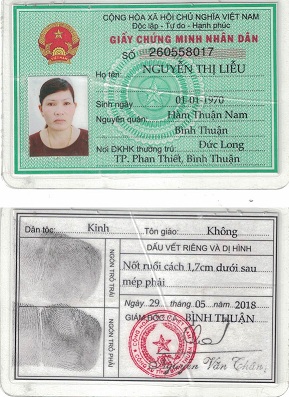 CỘNG HÒA XÃ HỘI CHỦ NGHĨA VIỆT NAM
Độc lập - Tự do - Hạnh phúc
GIẤY CHỨNG MINH NHÂN DÂN
SỐ 260558017
Họ tên: NGUYỄN THỊ LIỄU
Sinh ngày: 01-01-1970
Nguyên quán: Hàm Thuận Nam
Bình Thuận
Nơi ĐKHK thường trú: Đức Long
TP. Phan Thiết, Bình Thuận
Dân tộc: Kinh Tôn giáo: Không
NGÓN TRỎ TRÁI
NGÓN TRỎ PHẢI
DẤU VẾT RIÊNG VÀ DỊ HÌNH
Nốt ruồi cách 1,7cm dưới sau
mép phải
Ngày 29 tháng 05 năm 2018
GIÁM ĐỐC CA BÌNH THUẬN
Nguyễn Văn